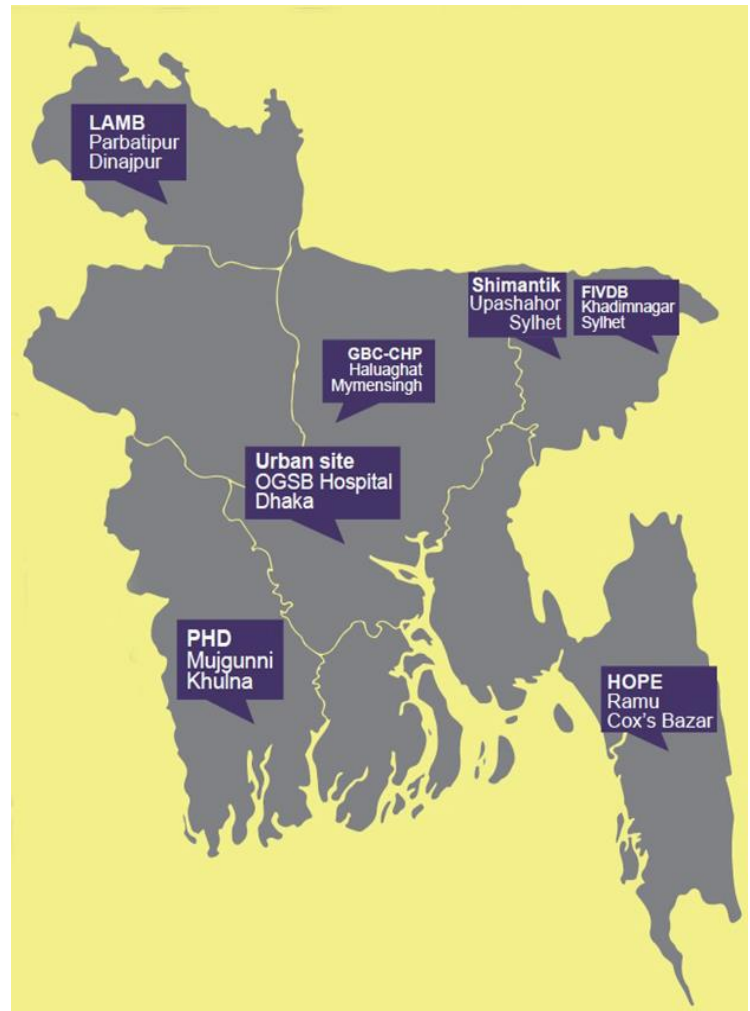 LAMB
Parbatipur
Dinajpur
Shimantik
Upashahor
Sylhet
FIVDB
Khadimnagar
Sylhet
GBC-CHP
Haluaghat
Mymensingh
Urban site
OGSB Hospital
Dhaka
PHD
Mujgunni
Khulna
HOPE
Ramu
Cox's Bazar